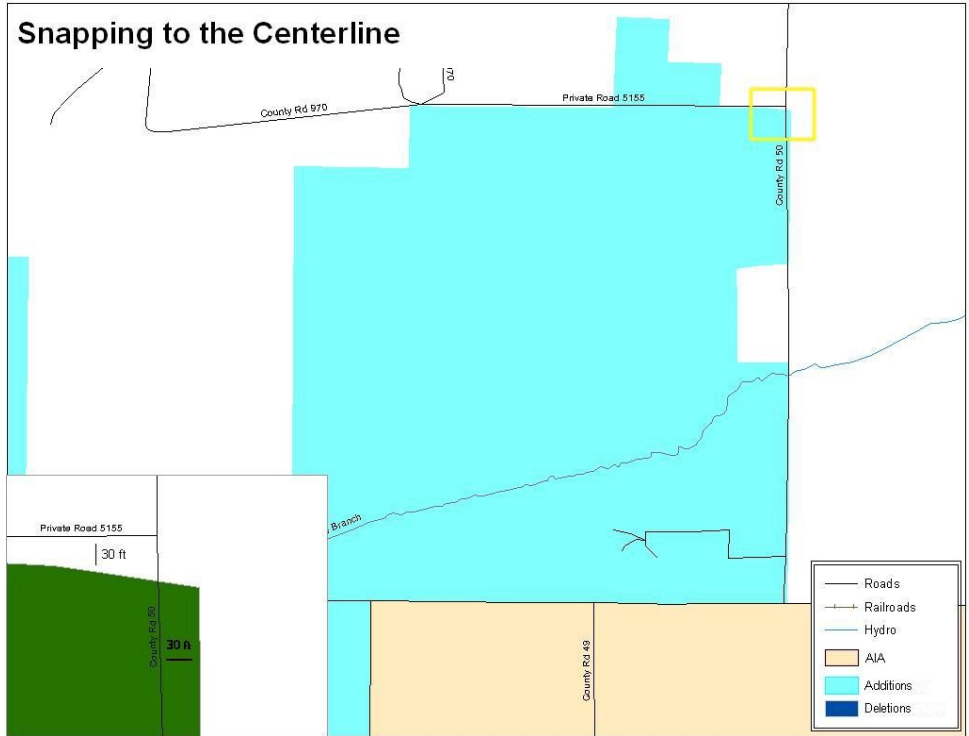 Snapping to the Centerline
County Rd 970
Private Road 5155
County Rd 50
Branch
Private Road 5155
30 ft
County Rd 50
30 ft
County Rd 49
Roads
Railroads
Hydro
AIA
Additions
Deletions